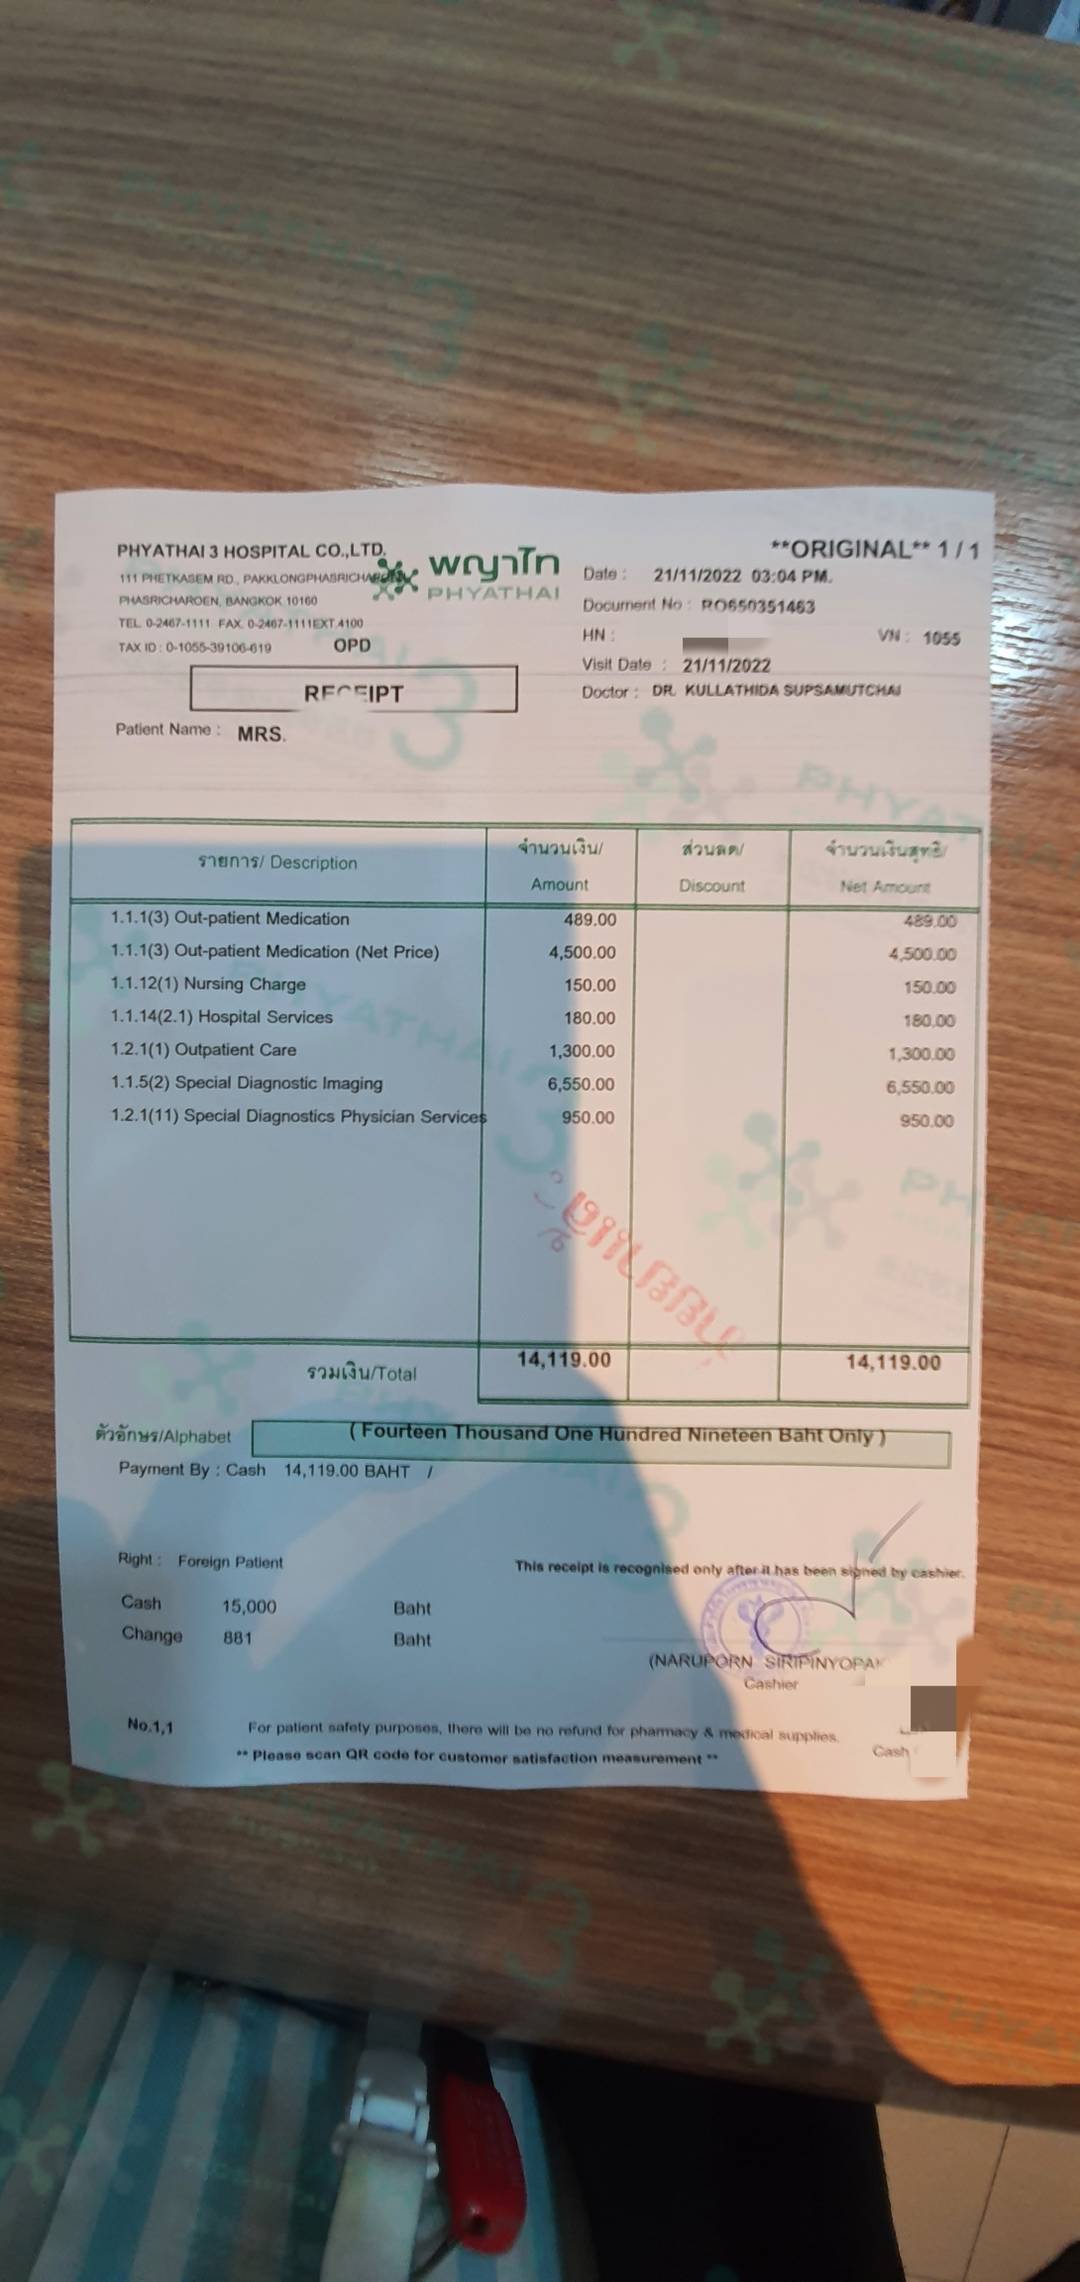 PHYATHAI 3 HOSPITAL CO.,LTD.
111 PHETKASEM RD., PAKKLONGPHASRICHAROEN,
PHASRICHAROEN, BANGKOK 10160
TEL. 0-2467-1111 FAX. 0-2467-1111EXT.4100
TAX ID : 0-1055-39106-619 OPD
พญาไท
PHYATHAI
**ORIGINAL** 1 / 1
Date : 21/11/2022 03:04 PM.
Document No : RO650351463
HN : VN : 1055
Visit Date : 21/11/2022
Doctor : DR. KULLATHIDA SUPSAMUTCHAI
RECEIPT
Patient Name : MRS.
รายการ/ Description จำนวนเงิน/ Amount ส่วนลด/ Discount จำนวนเงินสุทธิ/ Net Amount
1.1.1(3) Out-patient Medication 489.00 489.00
1.1.1(3) Out-patient Medication (Net Price) 4,500.00 4,500.00
1.1.12(1) Nursing Charge 150.00 150.00
1.1.14(2.1) Hospital Services 180.00 180.00
1.2.1(1) Outpatient Care 1,300.00 1,300.00
1.1.5(2) Special Diagnostic Imaging 6,550.00 6,550.00
1.2.1(11) Special Diagnostics Physician Services 950.00 950.00
รวมเงิน/Total 14,119.00 14,119.00
ตัวอักษร/Alphabet ( Fourteen Thousand One Hundred Nineteen Baht Only )
Payment By : Cash 14,119.00 BAHT /
Right : Foreign Patient
This receipt is recognised only after it has been signed by cashier.
Cash 15,000 Baht
Change 881 Baht
(NARUPORN SIRIPINYOPAK
Cashier
No.1,1 For patient safety purposes, there will be no refund for pharmacy & medical supplies.
** Please scan QR code for customer satisfaction measurement **
Cash